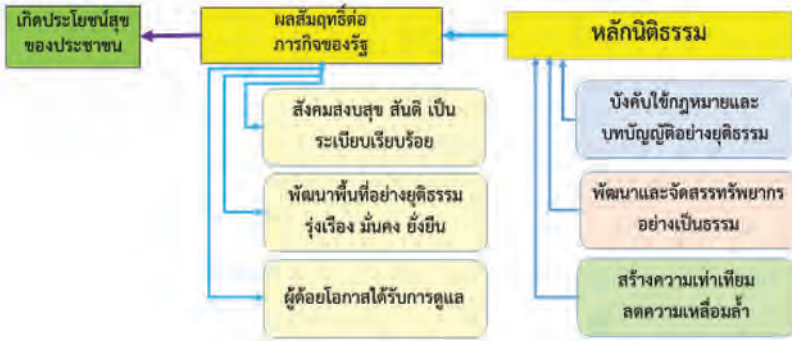 เกิดประโยชน์สุข
ของประชาชน
ผลสัมฤทธิ์ต่อ
ภารกิจของรัฐ
หลักนิติธรรม
สังคมสงบสุข สันติ เป็น
ระเบียบเรียบร้อย
พัฒนาพื้นที่อย่างยุติธรรม
รุ่งเรือง มั่นคง ยั่งยืน
ผู้ด้อยโอกาสได้รับการดูแล
บังคับใช้กฎหมายและ
บทบัญญัติอย่างยุติธรรม
พัฒนาและจัดสรรทรัพยากร
อย่างเป็นธรรม
สร้างความเท่าเทียม
ลดความเหลื่อมล้ำ